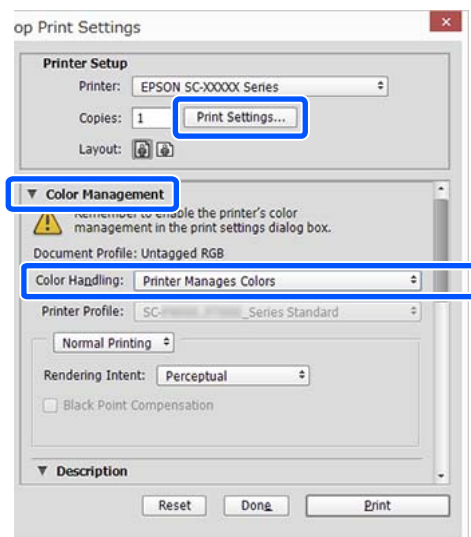 op Print Settings
Printer Setup
Printer: EPSON SC-XXXXX Series
Copies: 1 Print Settings...
Layout:
Color Management
Remember to enable the printer's color
management in the print settings dialog box.
Document Profile: Untagged RGB
Color Handling: Printer Manages Colors
Printer Profile: SC- _Series Standard
Normal Printing
Rendering Intent: Perceptual
Black Point Compensation
Description
Reset Done Print